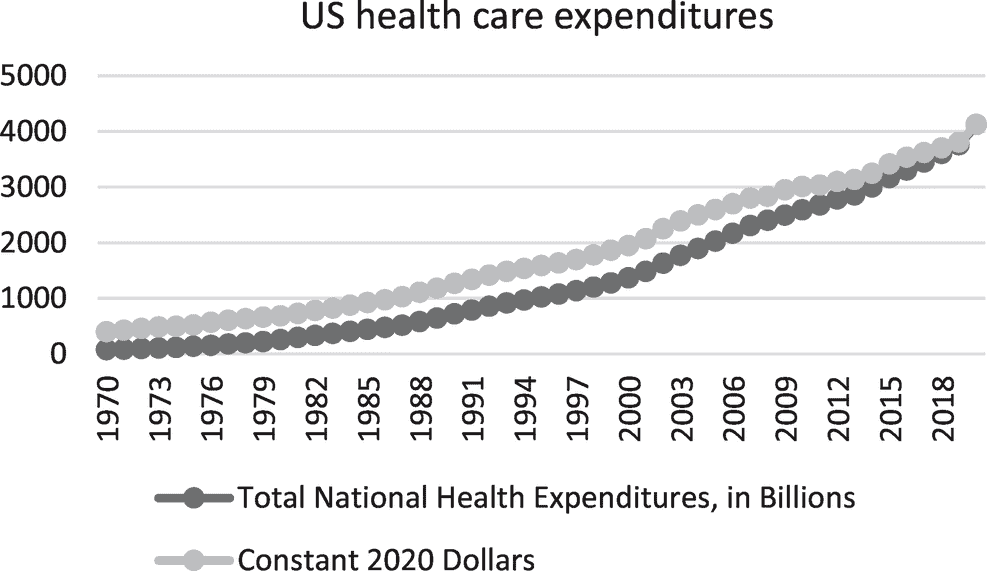 US health care expenditures
5000
4000
3000
2000
1000
0
1970 1973 1976 1979 1982 1985 1988 1991 1994 1997 2000 2003 2006 2009 2012 2015 2018
Total National Health Expenditures, in Billions
Constant 2020 Dollars